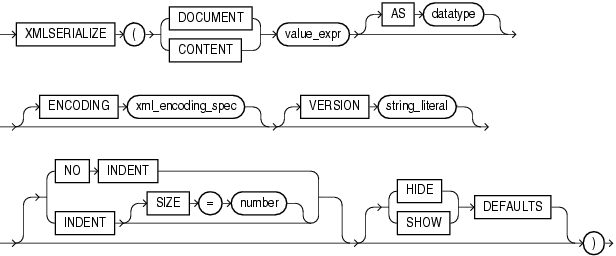 XMLSERIALIZE ( DOCUMENT CONTENT value_expr AS datatype
ENCODING xml_encoding_spec VERSION string_literal
NO INDENT INDENT SIZE = number HIDE SHOW DEFAULTS )